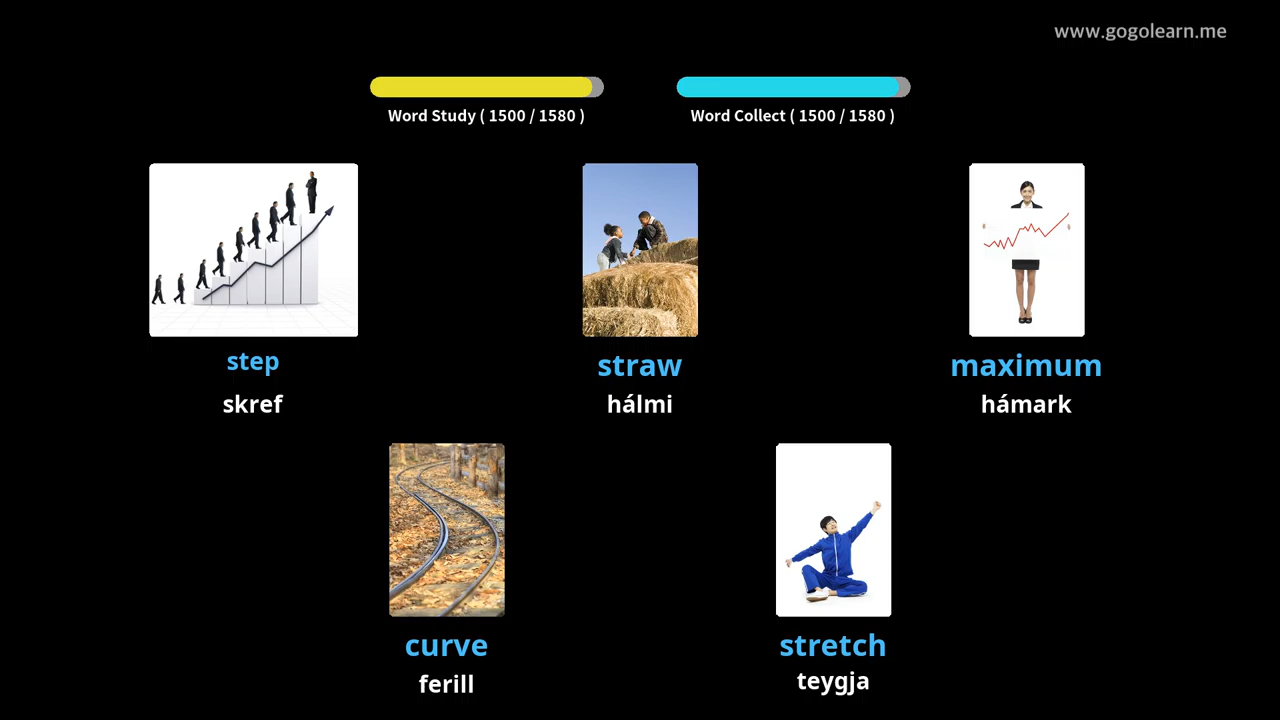 www.gogolearn.me
Word Study ( 1500 / 1580 )
Word Collect ( 1500 / 1580 )
step
skref
straw
hálmi
maximum
hámark
curve
ferill
stretch
teygja